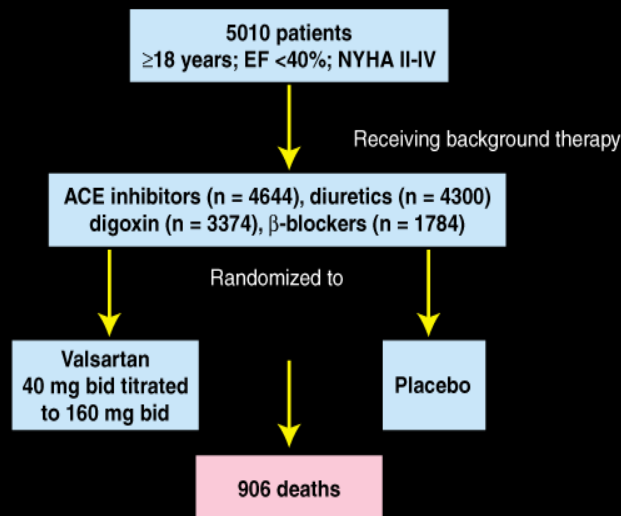 5010 patients
≥18 years; EF <40%; NYHA II-IV
Receiving background therapy
ACE inhibitors (n = 4644), diuretics (n = 4300)
digoxin (n = 3374), β-blockers (n = 1784)
Randomized to
Valsartan
40 mg bid titrated
to 160 mg bid
Placebo
906 deaths